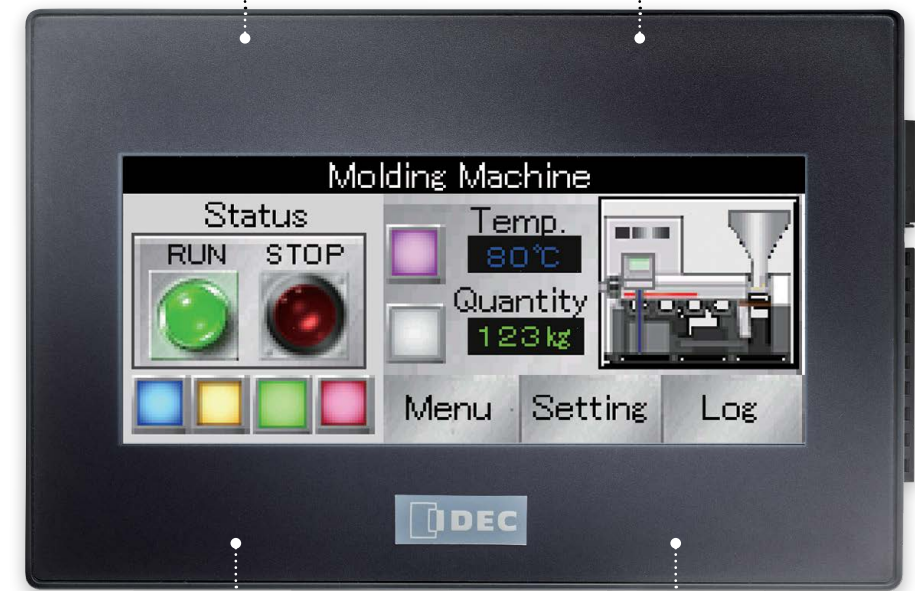 Molding Machine
Status
RUN STOP
Temp.
80℃
Quantity
123㎏
Menu Setting Log
IDEC